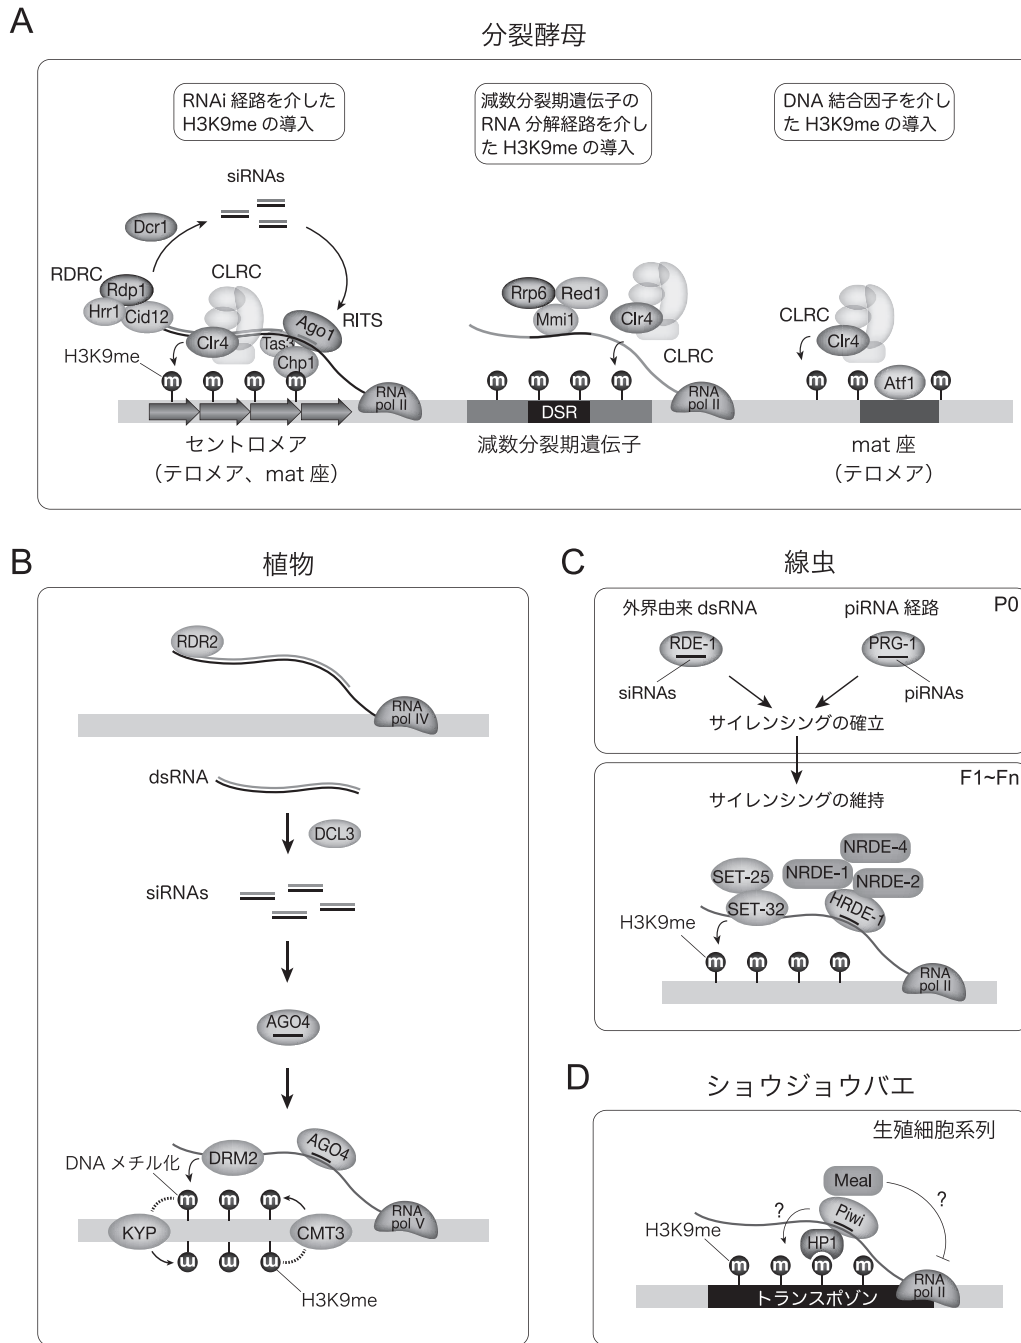 A
分裂酵母
RNAi 経路を介した
H3K9me の導入
減数分裂期遺伝子の
RNA 分解経路を介し
た H3K9me の導入
DNA 結合因子を介し
た H3K9me の導入
siRNAs
Dcr1
RDRC
Rdp1
Hrr1
Cid12
CLRC
Clr4
Ago1
RITS
Tas3
Chp1
H3K9me
m
m
m
m
RNA
pol II
セントロメア
(テロメア、mat 座)
Rrp6
Red1
Mmi1
Clr4
CLRC
m
m
m
m
DSR
RNA
pol II
減数分裂期遺伝子
CLRC
Clr4
m
m
Atf1
m
mat 座
(テロメア)
B
植物
RDR2
RNA
pol IV
dsRNA
DCL3
siRNAs
AGO4
DNA メチル化
DRM2
AGO4
m
m
m
KYP
CMT3
RNA
pol V
m
m
m
H3K9me
C
線虫
P0
外界由来 dsRNA
piRNA 経路
RDE-1
PRG-1
siRNAs
piRNAs
サイレンシングの確立
F1~Fn
サイレンシングの維持
NRDE-4
NRDE-1
NRDE-2
SET-25
SET-32
HRDE-1
H3K9me
m
m
m
m
RNA
pol II
D
ショウジョウバエ
生殖細胞系列
Meal
?
?
Piwi
HP1
H3K9me
m
m
m
m
RNA
pol II
トランスポゾン